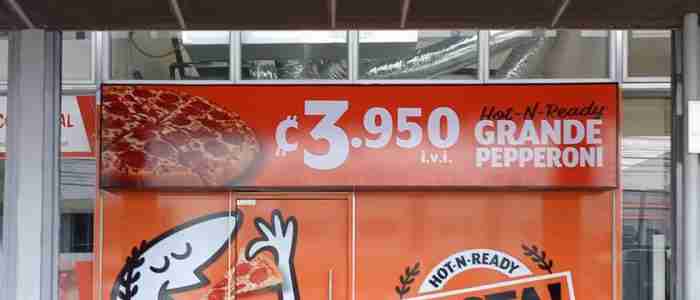 ₡3.950
i.v.i.
Hot-N-Ready
GRANDE
PEPPERONI
HOT-N-READY